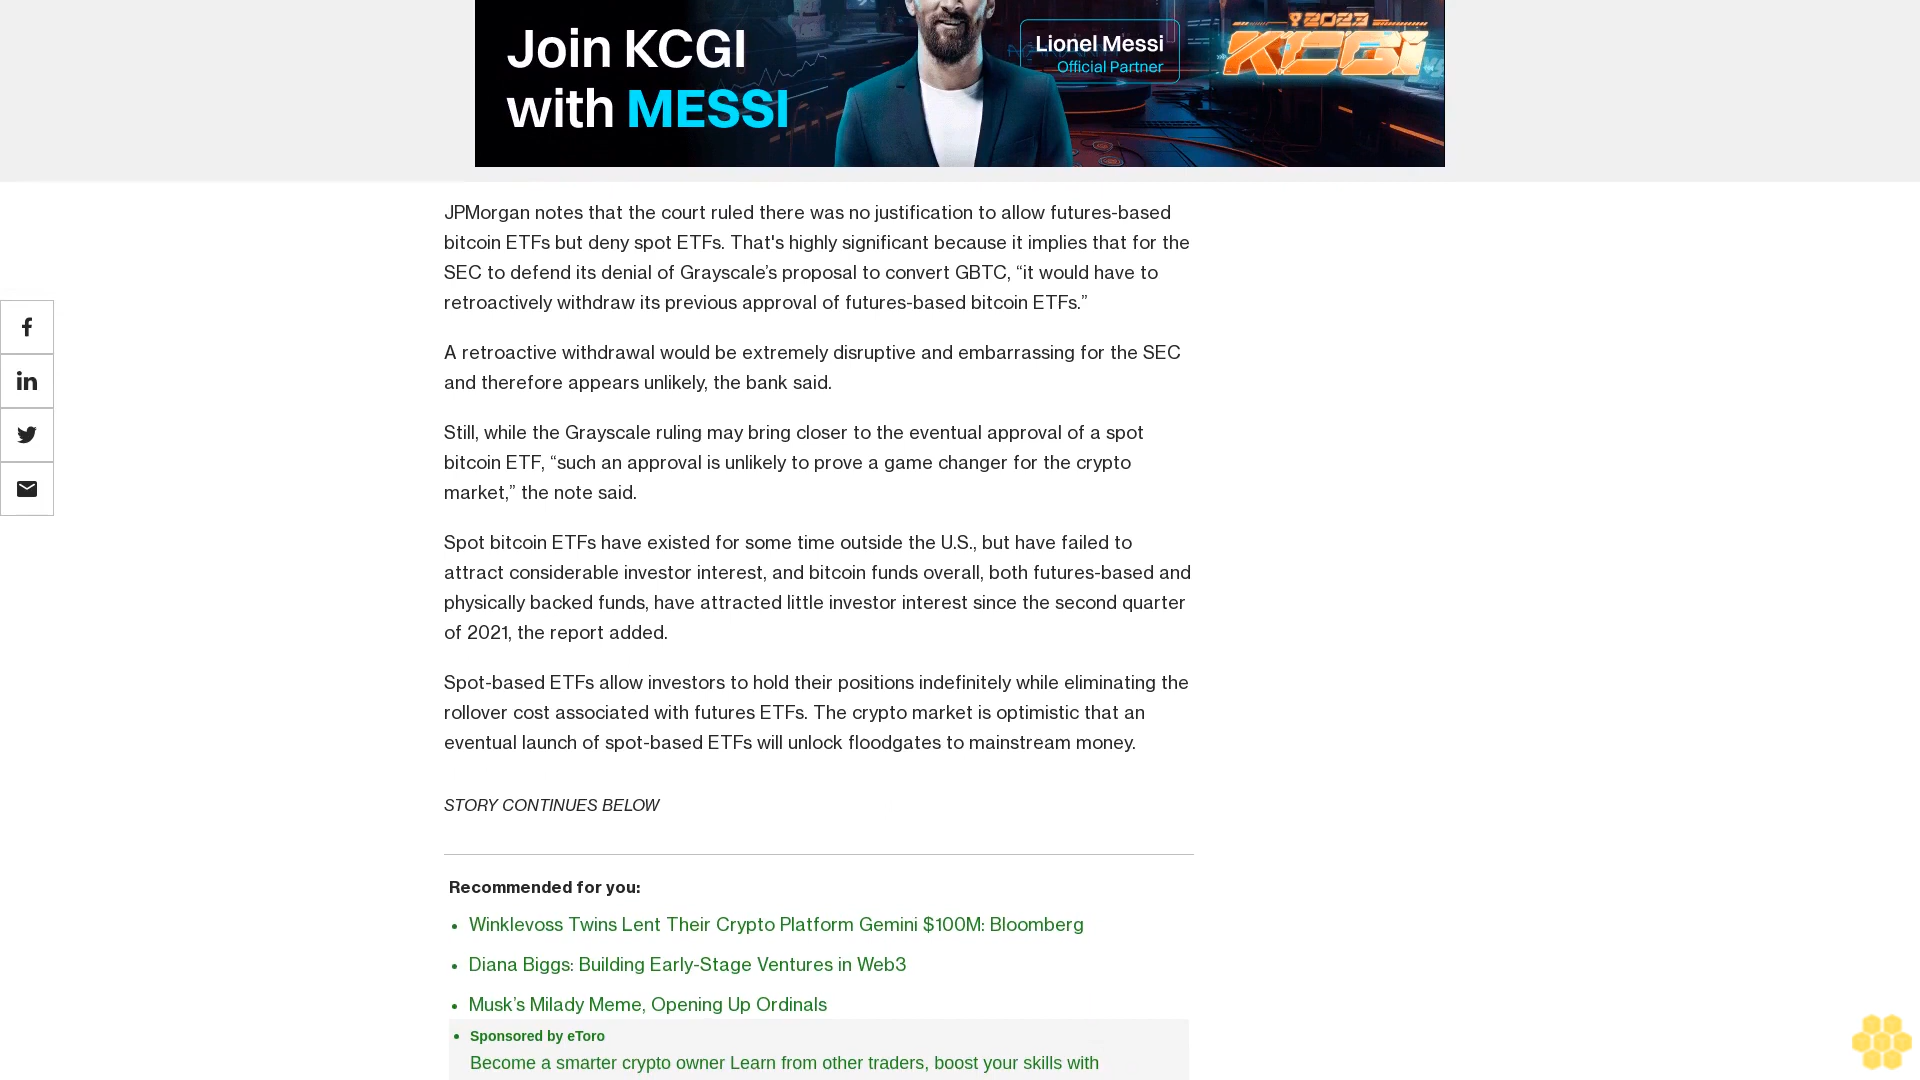 Join KCGI
with MESSI
Lionel Messi
Official Partner
Y2023
KCGI
JPMorgan notes that the court ruled there was no justification to allow futures-based
bitcoin ETFs but deny spot ETFs. That's highly significant because it implies that for the
SEC to defend its denial of Grayscale’s proposal to convert GBTC, “it would have to
retroactively withdraw its previous approval of futures-based bitcoin ETFs.”
A retroactive withdrawal would be extremely disruptive and embarrassing for the SEC
and therefore appears unlikely, the bank said.
Still, while the Grayscale ruling may bring closer to the eventual approval of a spot
bitcoin ETF, “such an approval is unlikely to prove a game changer for the crypto
market,” the note said.
Spot bitcoin ETFs have existed for some time outside the U.S., but have failed to
attract considerable investor interest, and bitcoin funds overall, both futures-based and
physically backed funds, have attracted little investor interest since the second quarter
of 2021, the report added.
Spot-based ETFs allow investors to hold their positions indefinitely while eliminating the
rollover cost associated with futures ETFs. The crypto market is optimistic that an
eventual launch of spot-based ETFs will unlock floodgates to mainstream money.
STORY CONTINUES BELOW
Recommended for you:
• Winklevoss Twins Lent Their Crypto Platform Gemini $100M: Bloomberg
• Diana Biggs: Building Early-Stage Ventures in Web3
• Musk’s Milady Meme, Opening Up Ordinals
• Sponsored by eToro
Become a smarter crypto owner Learn from other traders, boost your skills with